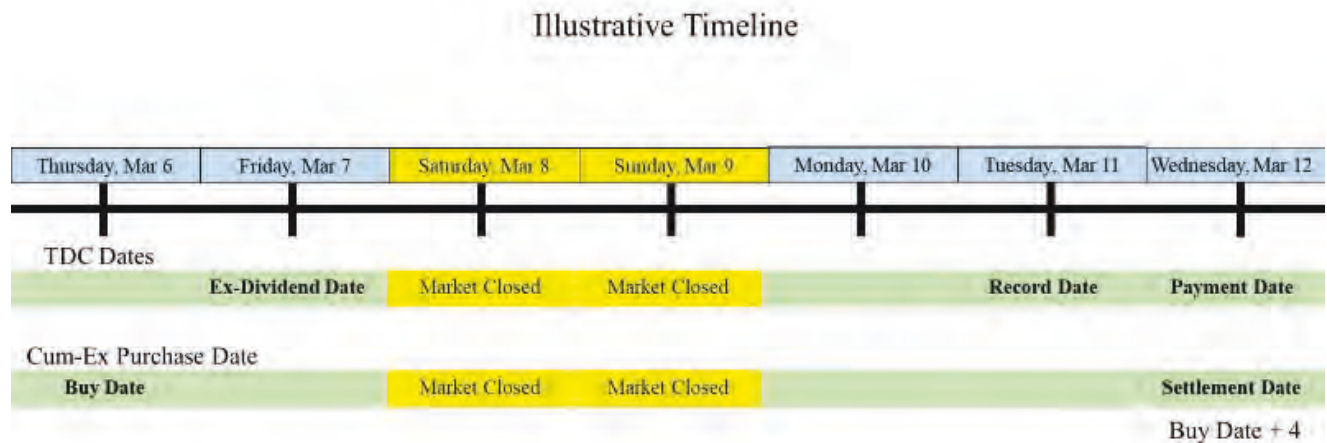 Illustrative Timeline
Thursday, Mar 6 Friday, Mar 7 Saturday, Mar 8 Sunday, Mar 9 Monday, Mar 10 Tuesday, Mar 11 Wednesday, Mar 12
TDC Dates
Ex-Dividend Date Market Closed Market Closed Record Date Payment Date
Cum-Ex Purchase Date
Buy Date Market Closed Market Closed Settlement Date
Buy Date + 4